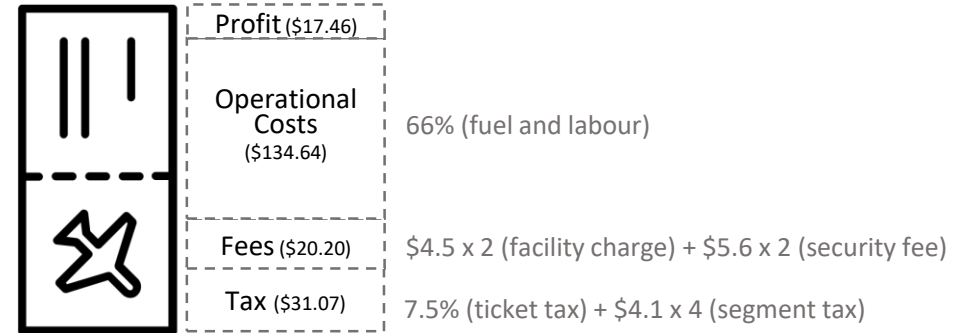 Profit ($17.46)
Operational
Costs
($134.64)
66% (fuel and labour)
Fees ($20.20)
$4.5 x 2 (facility charge) + $5.6 x 2 (security fee)
Tax ($31.07)
7.5% (ticket tax) + $4.1 x 4 (segment tax)